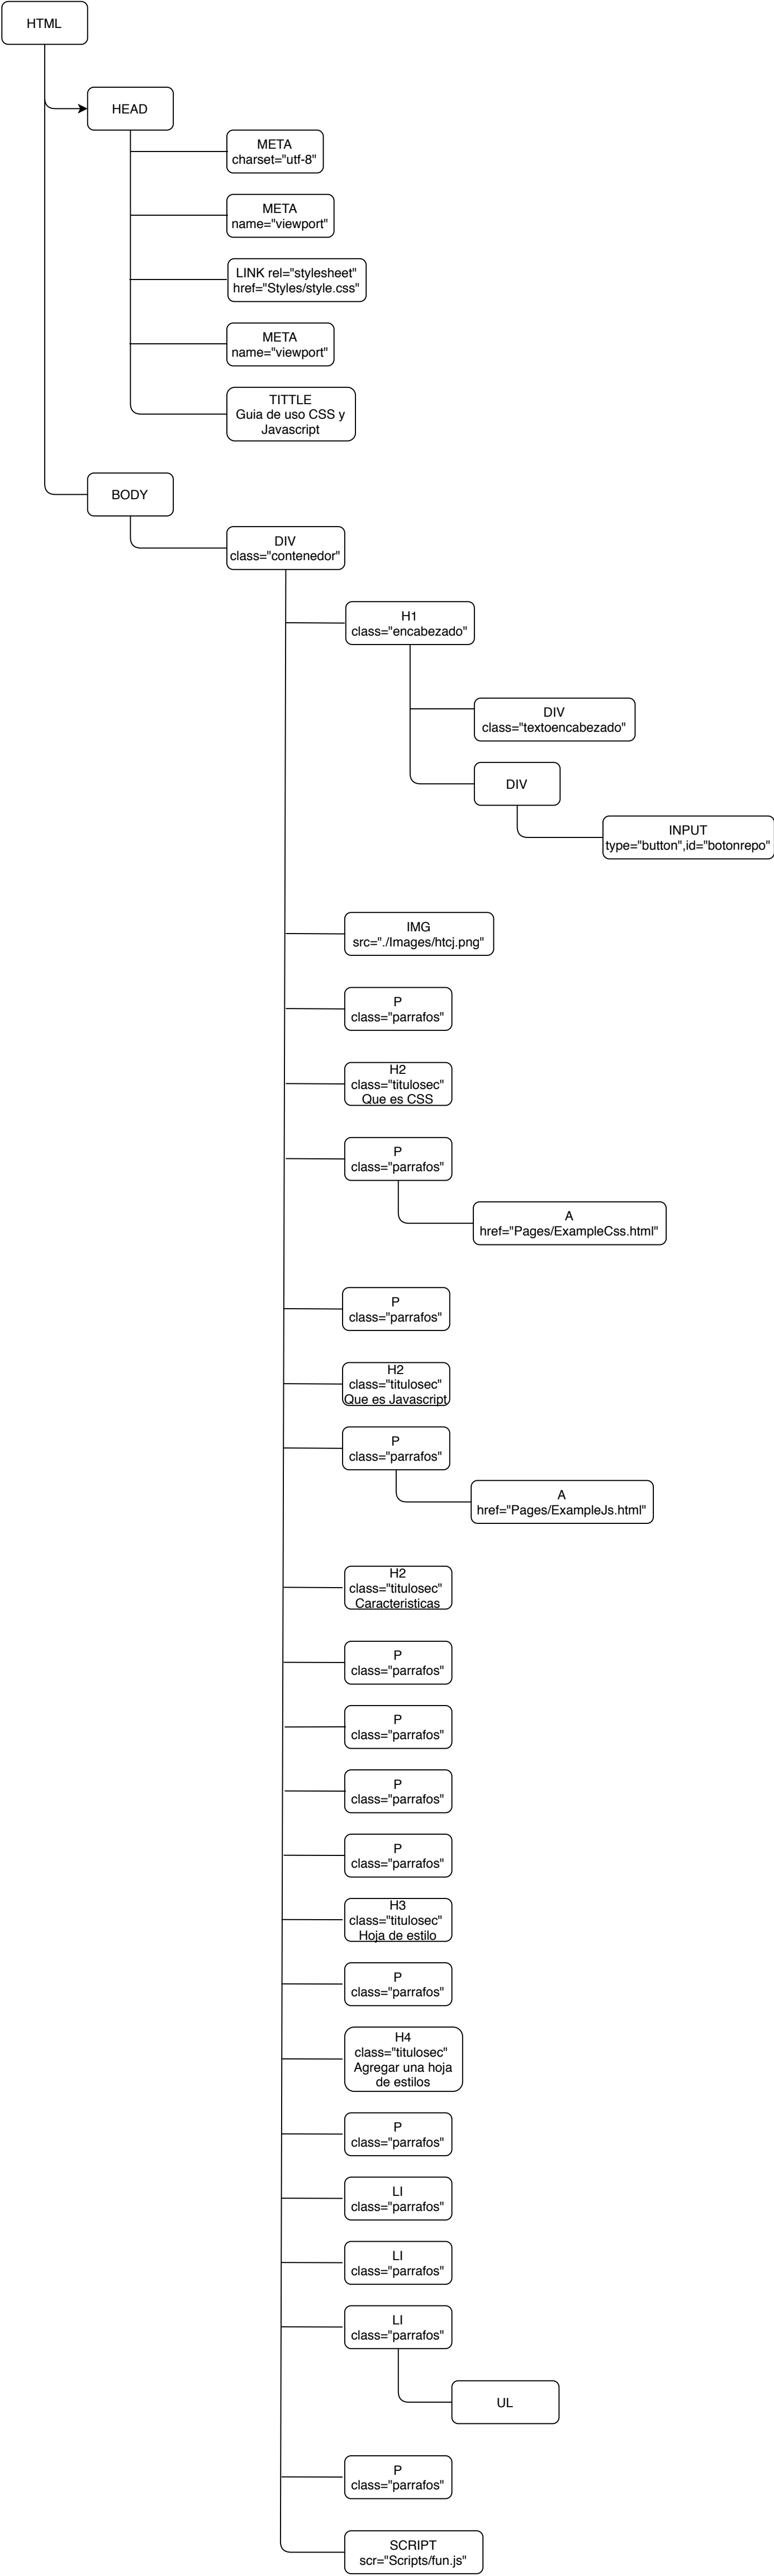 HTML
HEAD
META
charset="utf-8"
META
name="viewport"
LINK rel="stylesheet"
href="Styles/style.css"
META
name="viewport"
TITTLE
Guia de uso CSS y
Javascript
BODY
DIV
class="contenedor"
H1
class="encabezado"
DIV
class="textoencabezado"
DIV
INPUT
type="button",id="botonrepo"
IMG
src="./Images/htcj.png"
P
class="parrafos"
H2
class="titulosec"
Que es CSS
P
class="parrafos"
A
href="Pages/ExampleCss.html"
P
class="parrafos"
H2
class="titulosec"
Que es Javascript
P
class="parrafos"
A
href="Pages/ExampleJs.html"
H2
class="titulosec"
Caracteristicas
P
class="parrafos"
P
class="parrafos"
P
class="parrafos"
P
class="parrafos"
H3
class="titulosec"
Hoja de estilo
P
class="parrafos"
H4
class="titulosec"
Agregar una hoja
de estilos
P
class="parrafos"
LI
class="parrafos"
LI
class="parrafos"
LI
class="parrafos"
UL
P
class="parrafos"
SCRIPT
scr="Scripts/fun.js"